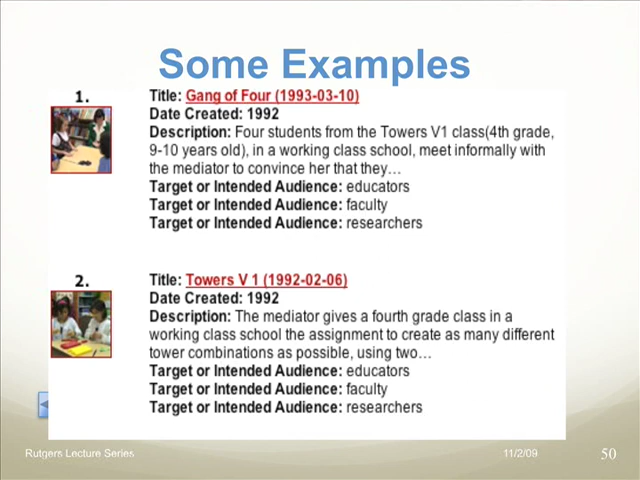 Some Examples
1.
Title: Gang of Four (1993-03-10)
Date Created: 1992
Description: Four students from the Towers V1 class(4th grade,
9-10 years old), in a working class school, meet informally with
the mediator to convince her that they…
Target or Intended Audience: educators
Target or Intended Audience: faculty
Target or Intended Audience: researchers
2.
Title: Towers V 1 (1992-02-06)
Date Created: 1992
Description: The mediator gives a fourth grade class in a
working class school the assignment to create as many different
tower combinations as possible, using two…
Target or Intended Audience: educators
Target or Intended Audience: faculty
Target or Intended Audience: researchers
Rutgers Lecture Series
11/2/09
50